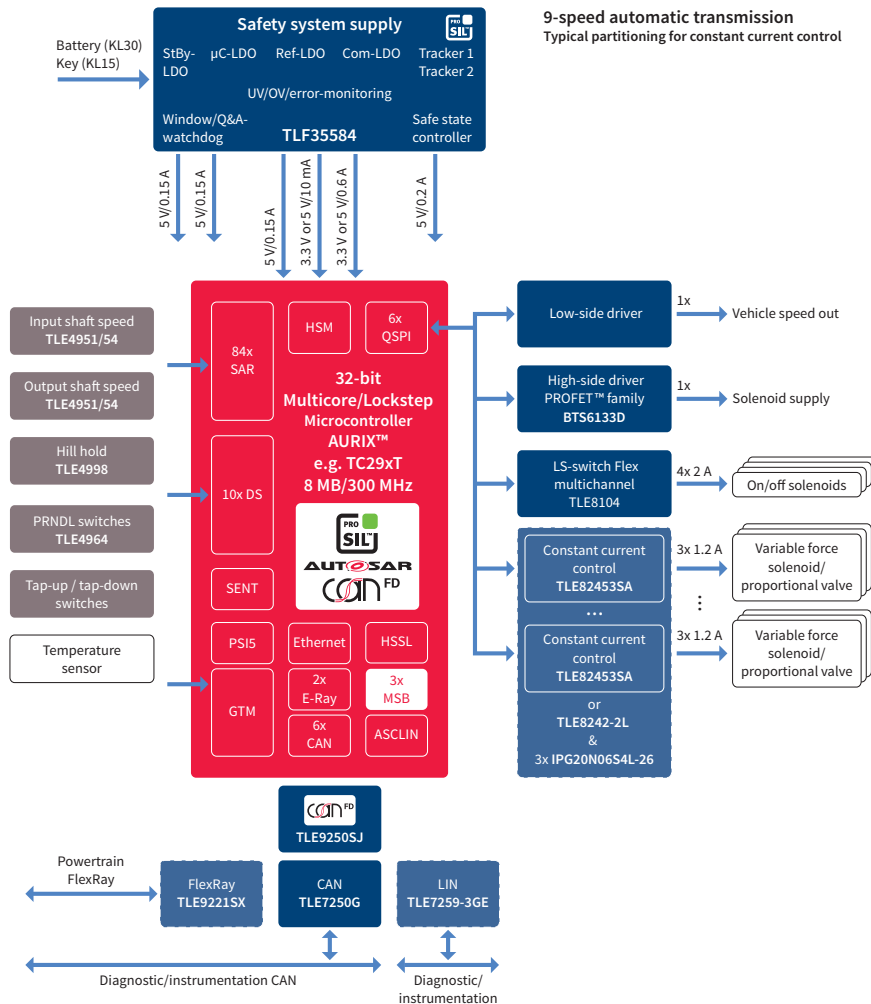 9-speed automatic transmission
Typical partitioning for constant current control
Safety system supply
PRO
SIL™
Battery (KL30)
Key (KL15)
StBy-
LDO
µC-LDO
Ref-LDO
Com-LDO
Tracker 1
Tracker 2
UV/OV/error-monitoring
Window/Q&A-
watchdog
TLF35584
Safe state
controller
5 V/0.15 A
5 V/0.15 A
5 V/0.15 A
3.3 V or 5 V/10 mA
3.3 V or 5 V/0.6 A
5 V/0.2 A
Input shaft speed
TLE4951/54
Output shaft speed
TLE4951/54
Hill hold
TLE4998
PRNDL switches
TLE4964
Tap-up / tap-down
switches
Temperature
sensor
84x
SAR
HSM
6x
QSPI
32-bit
Multicore/Lockstep
Microcontroller
AURIX™
e.g. TC29xT
8 MB/300 MHz
10x DS
PRO
SIL™
AUTOSAR
CAN FD
SENT
PSI5
Ethernet
HSSL
GTM
2x
E-Ray
3x
MSB
6x
CAN
ASCLIN
Low-side driver
1x
Vehicle speed out
High-side driver
PROFET™ family
BTS6133D
1x
Solenoid supply
LS-switch Flex
multichannel
TLE8104
4x 2 A
On/off solenoids
Constant current
control
TLE82453SA
3x 1.2 A
Variable force
solenoid/
proportional valve
...
...
Constant current
control
TLE82453SA
3x 1.2 A
Variable force
solenoid/
proportional valve
or
TLE8242-2L
&
3x IPG20N06S4L-26
CAN FD
TLE9250SJ
Powertrain
FlexRay
FlexRay
TLE9221SX
CAN
TLE7250G
LIN
TLE7259-3GE
Diagnostic/instrumentation CAN
Diagnostic/
instrumentation